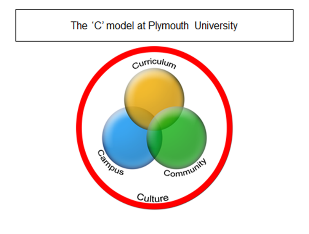 The 'C' model at Plymouth University
Curriculum
Campus
Community
Culture